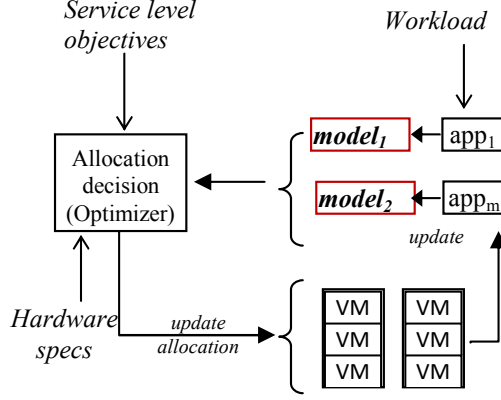 Service level
objectives
Workload
model₁
app₁
Allocation
decision
(Optimizer)
model₂
appₘ
update
Hardware
specs
update
allocation
VM
VM
VM
VM
VM
VM